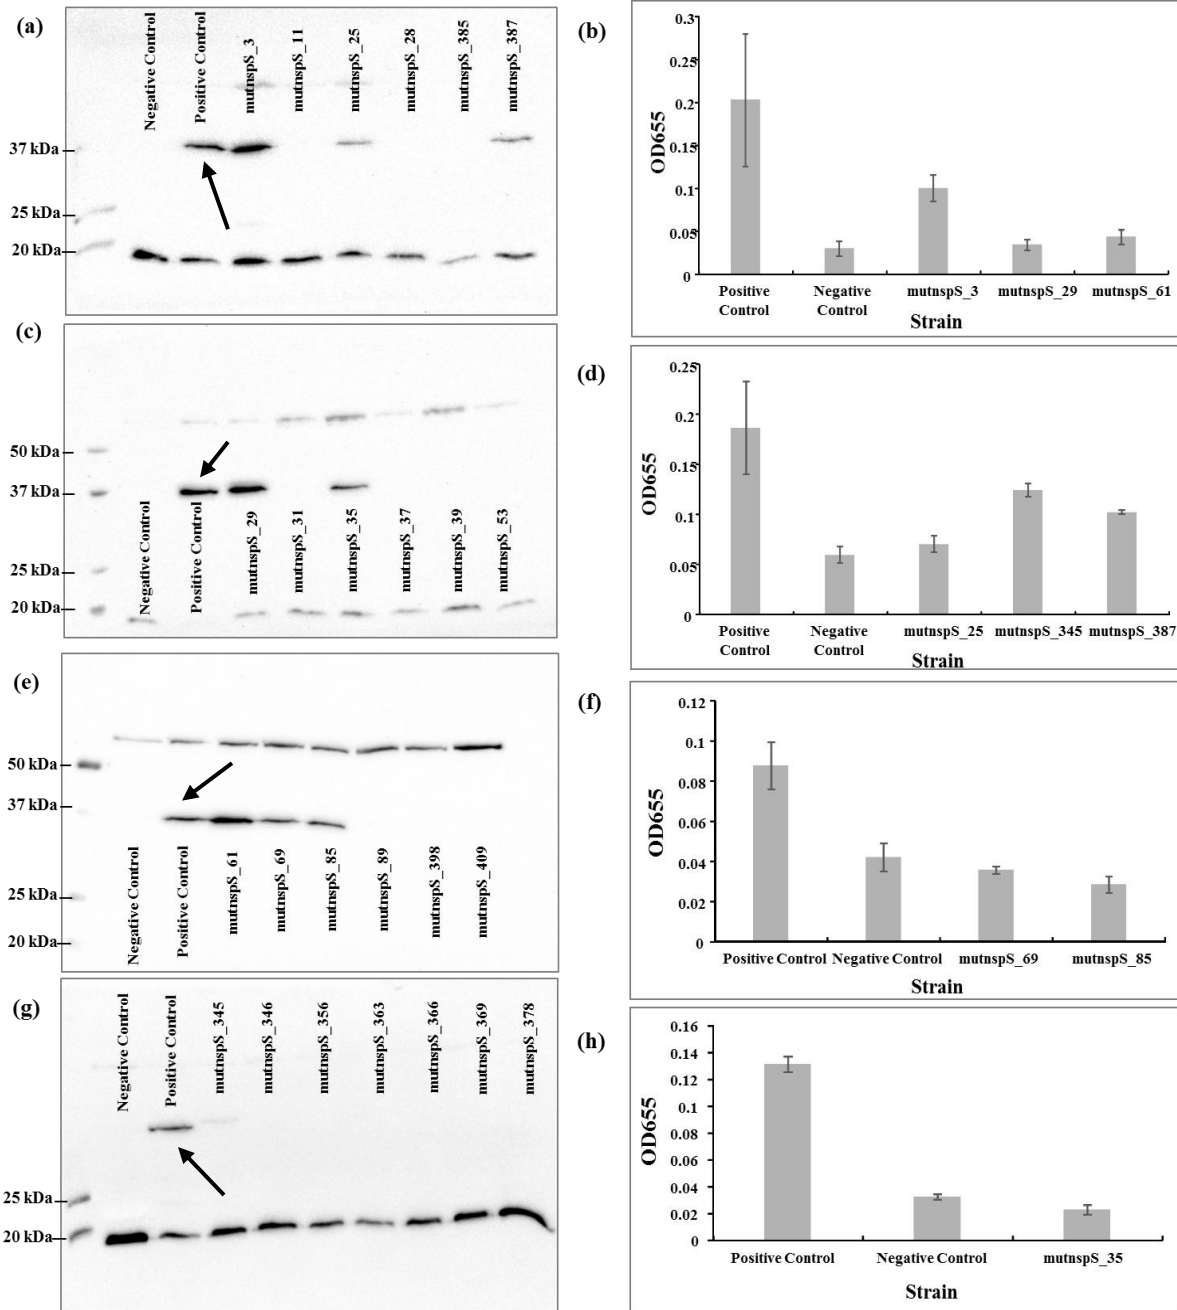 (a)
Negative Control
Positive Control
mutnspS_3
mutnspS_11
mutnspS_25
mutnspS_28
mutnspS_385
mutnspS_387
37 kDa
25 kDa
20 kDa
(b)
OD655
0.3
0.25
0.2
0.15
0.1
0.05
0
Positive Control
Negative Control
mutnspS_3
mutnspS_29
mutnspS_61
Strain
(c)
50 kDa
37 kDa
25 kDa
20 kDa
Negative Control
Positive Control
mutnspS_29
mutnspS_31
mutnspS_35
mutnspS_37
mutnspS_39
mutnspS_53
(d)
OD655
0.25
0.2
0.15
0.1
0.05
0
Positive Control
Negative Control
mutnspS_25
mutnspS_345
mutnspS_387
Strain
(e)
50 kDa
37 kDa
25 kDa
20 kDa
Negative Control
Positive Control
mutnspS_61
mutnspS_69
mutnspS_85
mutnspS_89
mutnspS_398
mutnspS_409
(f)
OD655
0.12
0.1
0.08
0.06
0.04
0.02
0
Positive Control
Negative Control
mutnspS_69
mutnspS_85
Strain
(g)
Negative Control
Positive Control
mutnspS_345
mutnspS_346
mutnspS_356
mutnspS_363
mutnspS_366
mutnspS_369
mutnspS_378
25 kDa
20 kDa
(h)
OD655
0.16
0.14
0.12
0.1
0.08
0.06
0.04
0.02
0
Positive Control
Negative Control
mutnspS_35
Strain